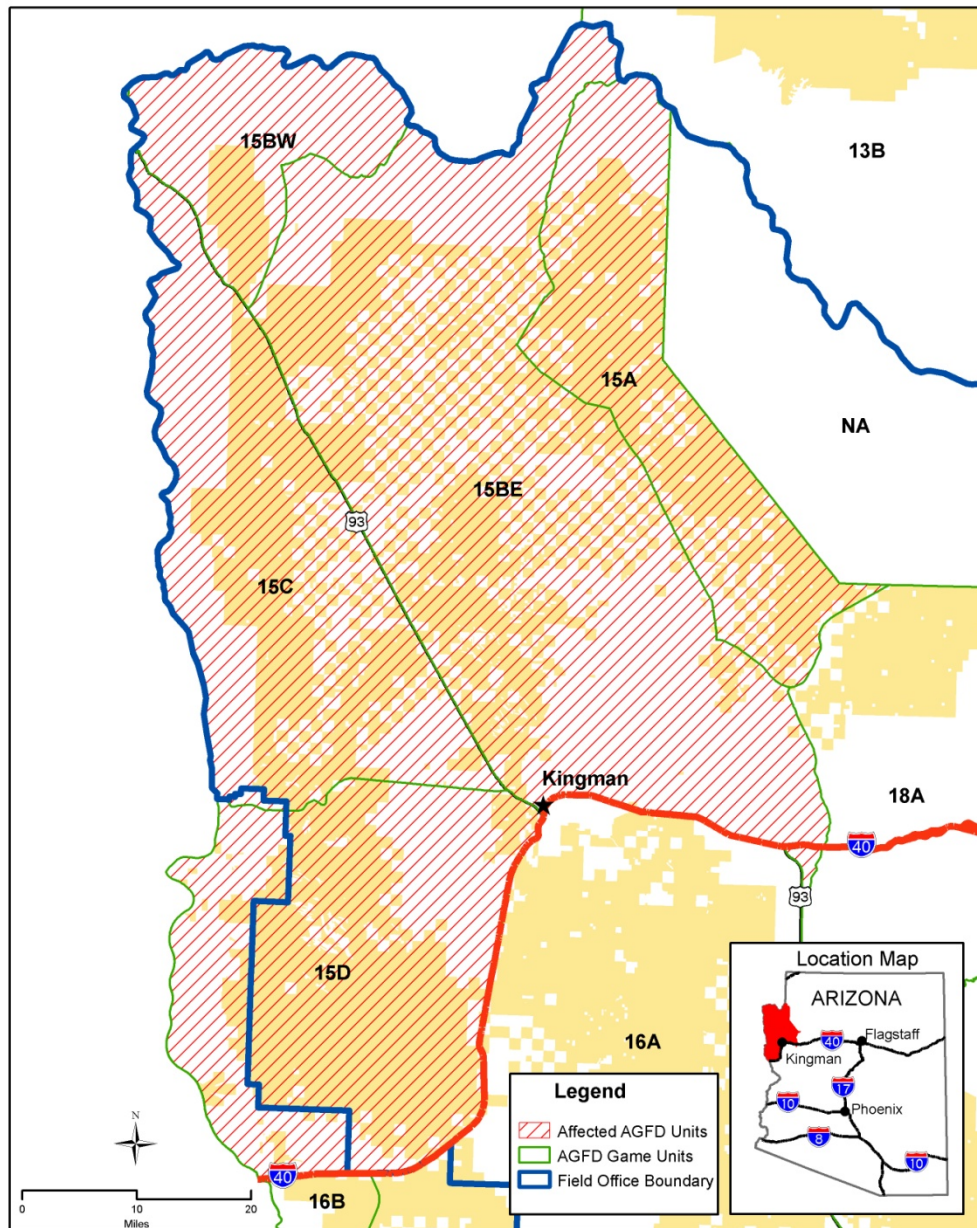 15BW
13B
15A
NA
15BE
93
15C
Kingman
18A
40
93
15D
16A
N
0 10 20
Miles
40
16B
Legend
Affected AGFD Units
AGFD Game Units
Field Office Boundary
Location Map
ARIZONA
40
Flagstaff
Kingman
17
10
Phoenix
8
10